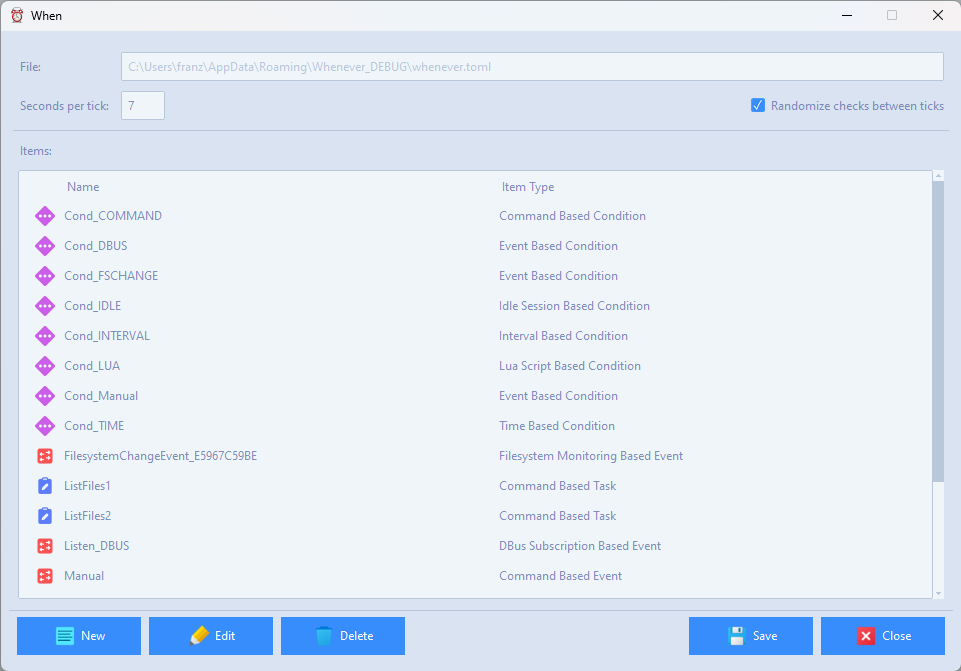 When
File: C:\Users\franz\AppData\Roaming\Whenever_DEBUG\whenever.toml
Seconds per tick: 7 Randomize checks between ticks
Items:
Name Item Type
Cond_COMMAND Command Based Condition
Cond_DBUS Event Based Condition
Cond_FSCHANGE Event Based Condition
Cond_IDLE Idle Session Based Condition
Cond_INTERVAL Interval Based Condition
Cond_LUA Lua Script Based Condition
Cond_Manual Event Based Condition
Cond_TIME Time Based Condition
FilesystemChangeEvent_E5967C59BE Filesystem Monitoring Based Event
ListFiles1 Command Based Task
ListFiles2 Command Based Task
Listen_DBUS DBus Subscription Based Event
Manual Command Based Event
New Edit Delete Save Close